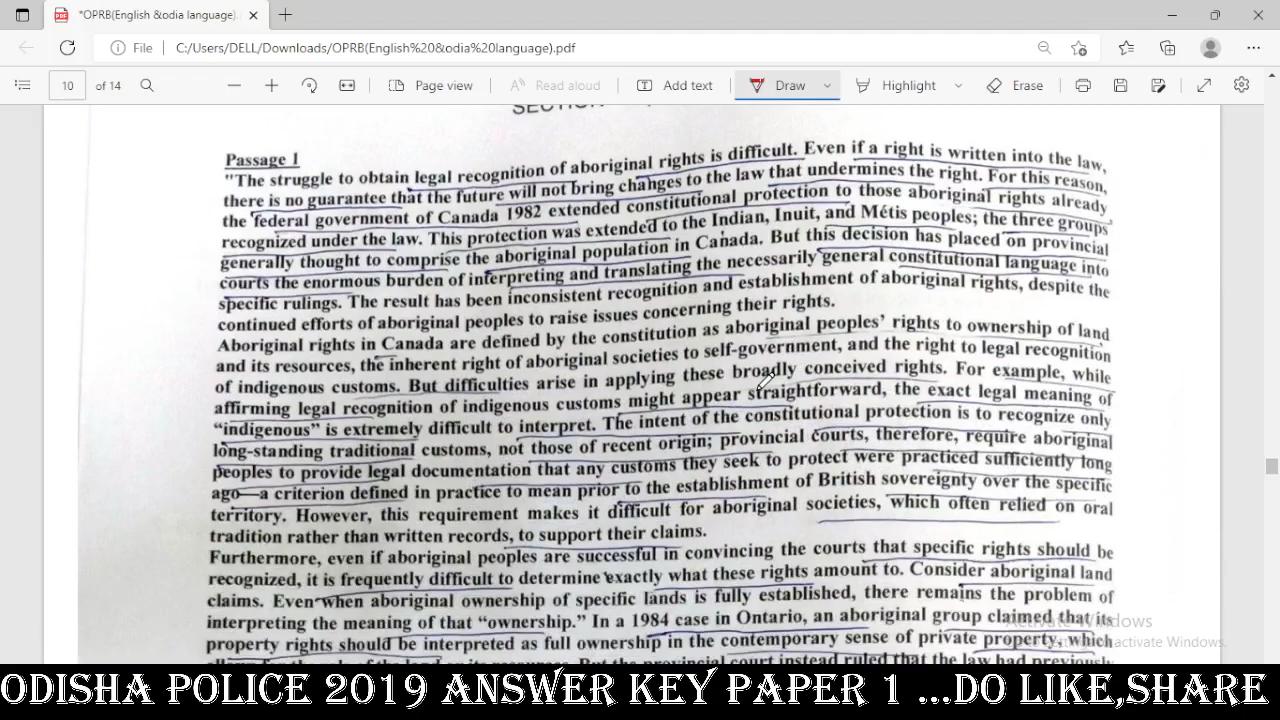 *OPRB(English &odia language).
File
C:/Users/DELL/Downloads/OPRB(English%20&odia%20language).pdf
10 of 14
Page view
Read aloud
Add text
Draw
Highlight
Erase
Passage 1
"The struggle to obtain legal recognition of aboriginal rights is difficult. Even if a right is written into the law,
there is no guarantee that the future will not bring changes to the law that undermines the right. For this reason,
the federal government of Canada 1982 extended constitutional protection to those aboriginal rights already
recognized under the law. This protection was extended to the Indian, Inuit, and Métis peoples; the three groups
generally thought to comprise the aboriginal population in Canada. But this decision has placed on provincial
courts the enormous burden of interpreting and translating the necessarily general constitutional language into
specific rulings. The result has been inconsistent recognition and establishment of aboriginal rights, despite the
continued efforts of aboriginal peoples to raise issues concerning their rights.
Aboriginal rights in Canada are defined by the constitution as aboriginal peoples' rights to ownership of land
and its resources, the inherent right of aboriginal societies to self-government, and the right to legal recognition
of indigenous customs. But difficulties arise in applying these broadly conceived rights. For example, while
affirming legal recognition of indigenous customs might appear straightforward, the exact legal meaning of
"indigenous" is extremely difficult to interpret. The intent of the constitutional protection is to recognize only
long-standing traditional customs, not those of recent origin; provincial courts, therefore, require aboriginal
peoples to provide legal documentation that any customs they seek to protect were practiced sufficiently long
ago—a criterion defined in practice to mean prior to the establishment of British sovereignty over the specific
territory. However, this requirement makes it difficult for aboriginal societies, which often relied on oral
tradition rather than written records, to support their claims.
Furthermore, even if aboriginal peoples are successful in convincing the courts that specific rights should be
recognized, it is frequently difficult to determine exactly what these rights amount to. Consider aboriginal land
claims. Even when aboriginal ownership of specific lands is fully established, there remains the problem of
interpreting the meaning of that "ownership." In a 1984 case in Ontario, an aboriginal group claimed that its
property rights should be interpreted as full ownership in the contemporary sense of private property, which
But the provincial court instead ruled that the law had previously
Activate Windows
ODISHA POLICE 2019 ANSWER KEY PAPER 1 ...DO LIKE,SHARE